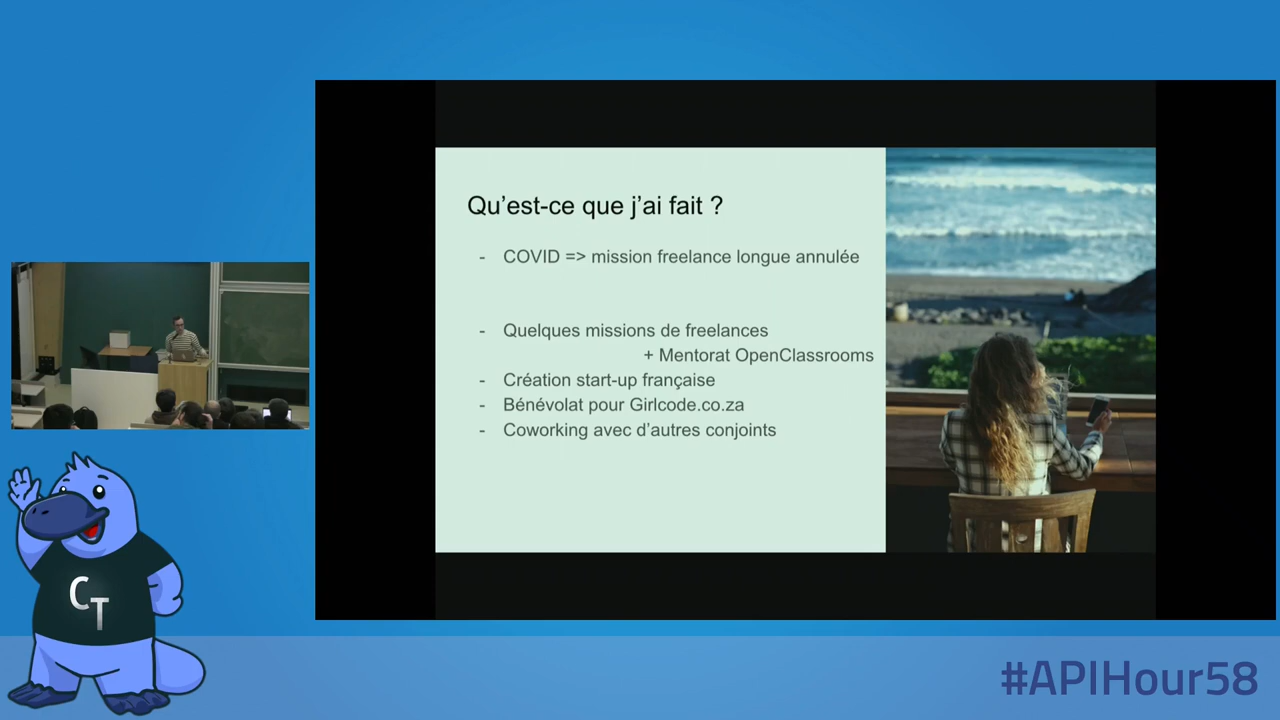 Qu'est-ce que j'ai fait ?
- COVID => mission freelance longue annulée
- Quelques missions de freelances
+ Mentorat OpenClassrooms
- Création start-up française
- Bénévolat pour Girlcode.co.za
- Coworking avec d'autres conjoints
CT
#APIHour58